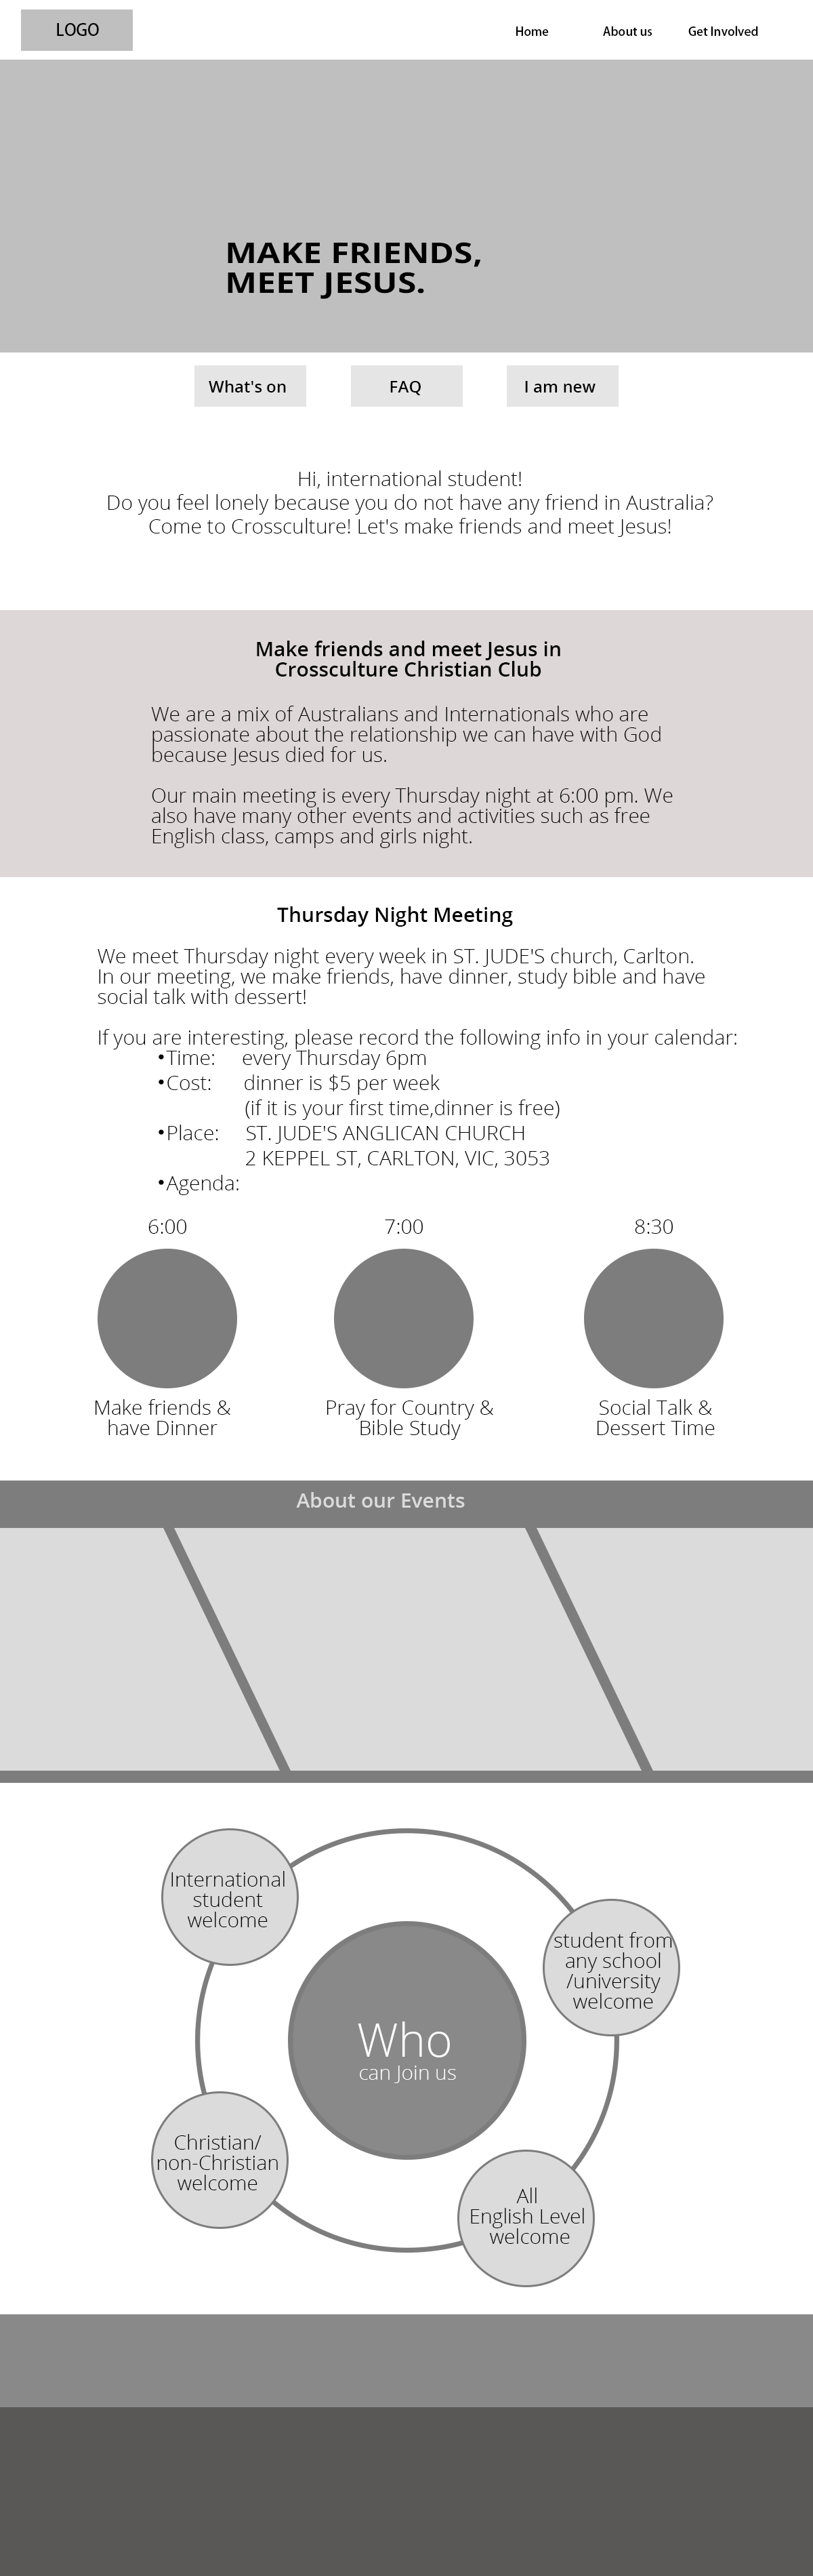 LOGO
Home
About us
Get Involved
MAKE FRIENDS,
MEET JESUS.
What's on
FAQ
I am new
Hi, international student!
Do you feel lonely because you do not have any friend in Australia?
Come to Crossculture! Let's make friends and meet Jesus!
Make friends and meet Jesus in
Crossculture Christian Club
We are a mix of Australians and Internationals who are
passionate about the relationship we can have with God
because Jesus died for us.
Our main meeting is every Thursday night at 6:00 pm. We
also have many other events and activities such as free
English class, camps and girls night.
Thursday Night Meeting
We meet Thursday night every week in ST. JUDE'S church, Carlton.
In our meeting, we make friends, have dinner, study bible and have
social talk with dessert!
If you are interesting, please record the following info in your calendar:
•Time: every Thursday 6pm
•Cost: dinner is $5 per week
(if it is your first time,dinner is free)
•Place: ST. JUDE'S ANGLICAN CHURCH
2 KEPPEL ST, CARLTON, VIC, 3053
•Agenda:
6:00
7:00
8:30
Make friends &
have Dinner
Pray for Country &
Bible Study
Social Talk &
Dessert Time
About our Events
International
student
welcome
student from
any school
/university
welcome
Who
can Join us
Christian/
non-Christian
welcome
All
English Level
welcome